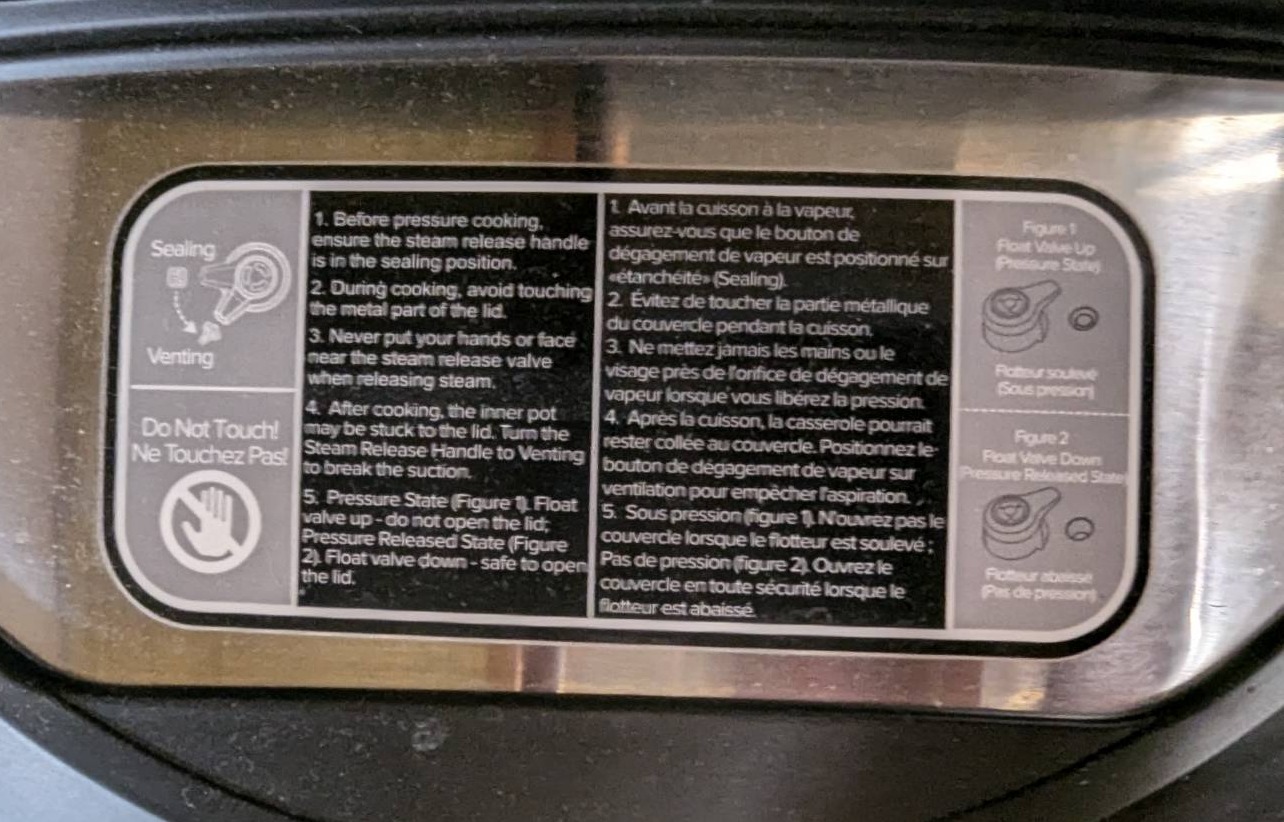 Sealing
Venting
Do Not Touch!
Ne Touchez Pas!
1. Before pressure cooking,
ensure the steam release handle
is in the sealing position.
2. During cooking, avoid touching
the metal part of the lid.
3. Never put your hands or face
near the steam release valve
when releasing steam.
4. After cooking, the inner pot
may be stuck to the lid. Turn the
Steam Release Handle to Venting
to break the suction.
5. Pressure State (Figure 1). Float
valve up - do not open the lid;
Pressure Released State (Figure
2). Float valve down - safe to open
the lid.
1. Avant la cuisson à la vapeur,
assurez-vous que le bouton de
dégagement de vapeur est positionné sur
«étanchéité» (Sealing).
2. Évitez de toucher la partie métallique
du couvercle pendant la cuisson.
3. Ne mettez jamais les mains ou le
visage près de l'orifice de dégagement de
vapeur lorsque vous libérez la pression.
4. Après la cuisson, la casserole pourrait
rester collée au couvercle. Positionnez le
bouton de dégagement de vapeur sur
ventilation pour empêcher l'aspiration.
5. Sous pression (figure 1). N'ouvrez pas le
couvercle lorsque le flotteur est soulevé ;
Pas de pression (figure 2). Ouvrez le
couvercle en toute sécurité lorsque le
flotteur est abaissé.
Figure 1
Float Valve Up
(Pressure State)
Flotteur soulevé
(Sous pression)
Figure 2
Float Valve Down
(Pressure Released State)
Flotteur abaissé
(Pas de pression)